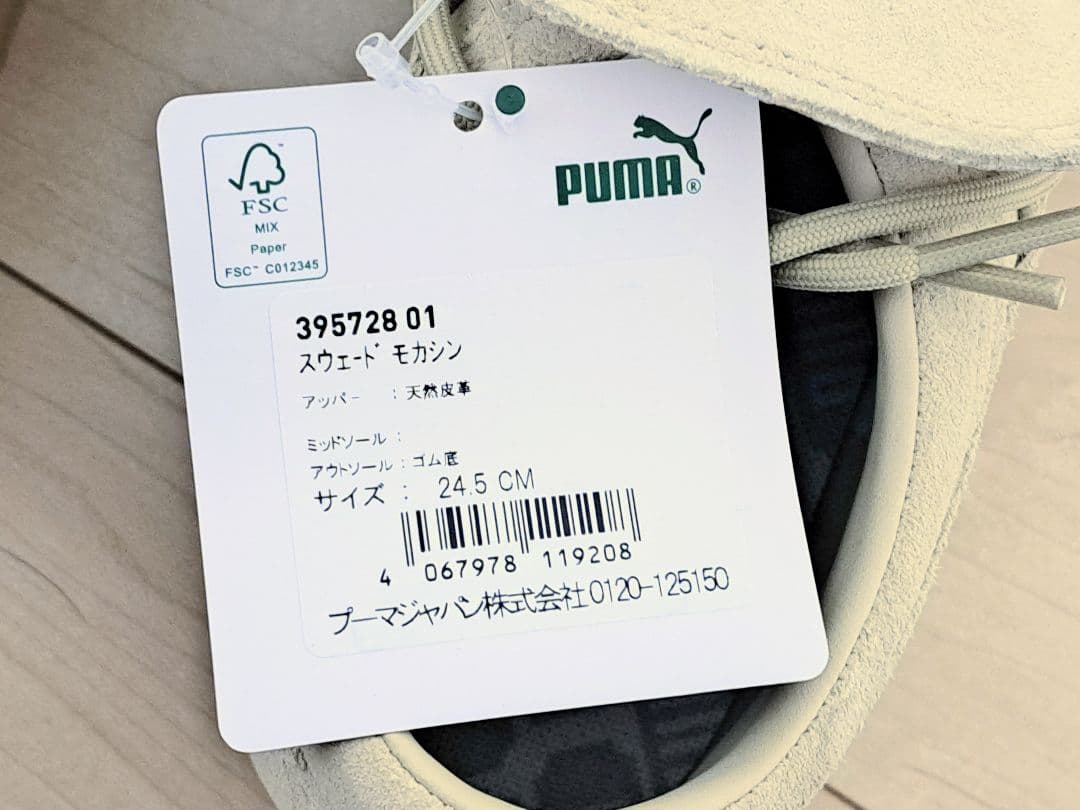 FSC™
MIX
Paper
FSC™ C012345
PUMA®
395728 01
スウェード モカシン
アッパー : 天然皮革
ミッドソール :
アウトソール : ゴム底
サイズ : 24.5 CM
4 067978 119208
プーマジャパン株式会社0120-125150